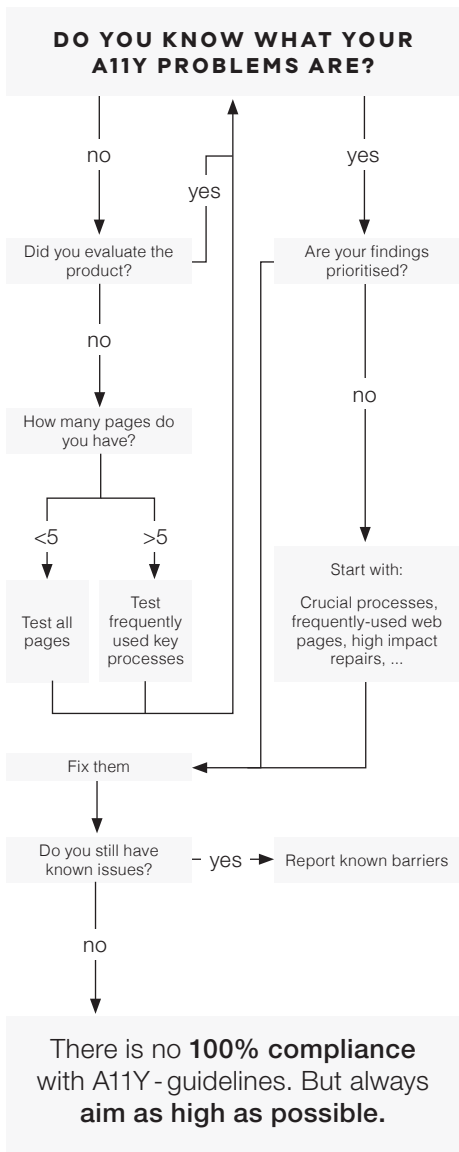 DO YOU KNOW WHAT YOUR
A11Y PROBLEMS ARE?
no
yes
yes
Did you evaluate the
product?
Are your findings
prioritised?
no
no
How many pages do
you have?
<5
>5
Test all
pages
Test
frequently
used key
processes
Start with:
Crucial processes,
frequently-used web
pages, high impact
repairs, ...
Fix them
Do you still have
known issues?
yes
Report known barriers
no
There is no 100% compliance
with A11Y - guidelines. But always
aim as high as possible.